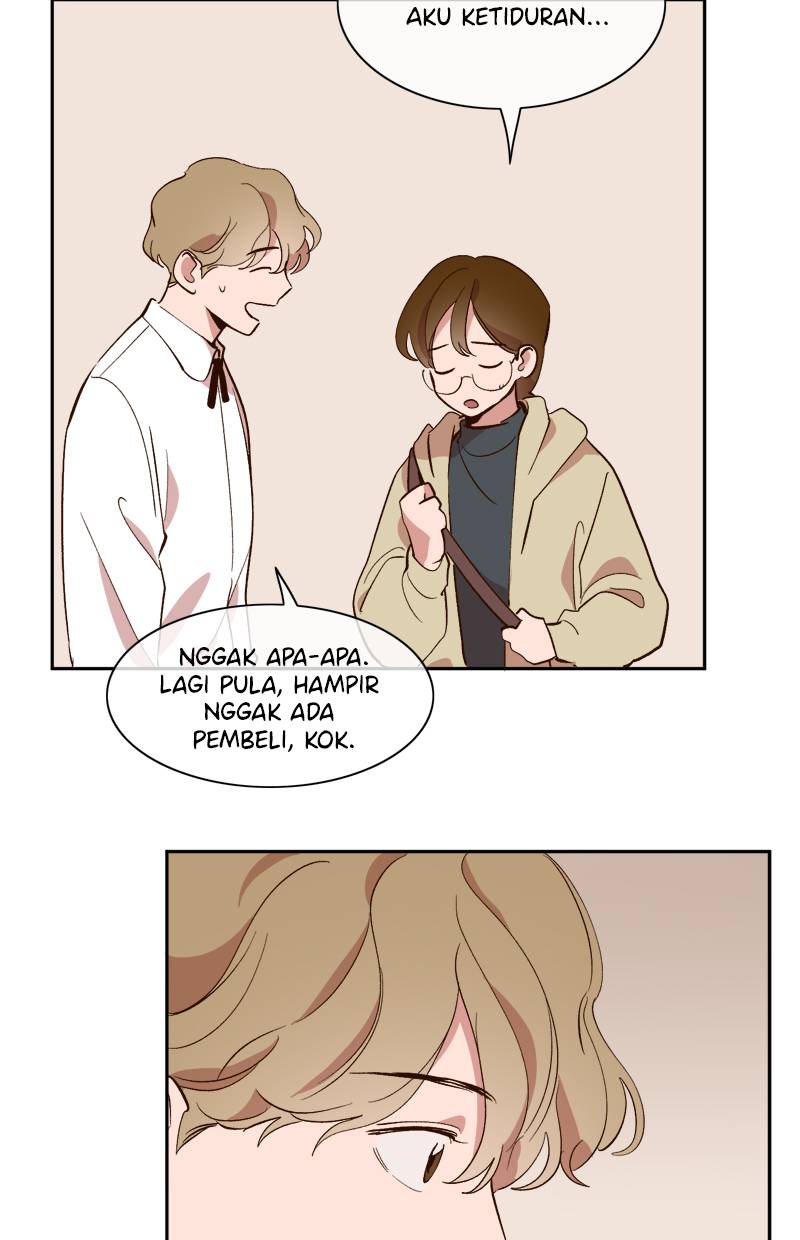 AKU KETIDURAN...
NGGAK APA-APA.
LAGI PULA, HAMPIR
NGGAK ADA
PEMBELI, KOK.